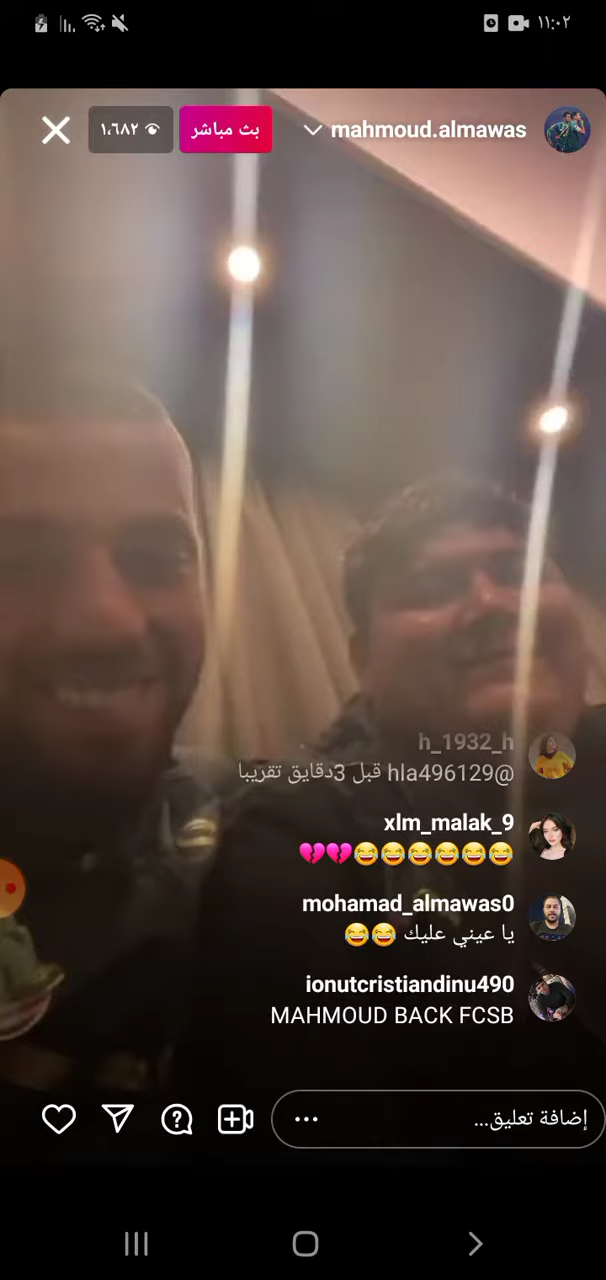 ١١:٠٢
mahmoud.almawas
بث مباشر
١،٦٨٢
h_1932_h
@hla496129 قبل 3دقايق تقريبا
xlm_malak_9
😂😂😂😂😂😂💔💔
mohamad_almawas0
يا عيني عليك 😂😂
ionutcristiandinu490
MAHMOUD BACK FCSB
إضافة تعليق...